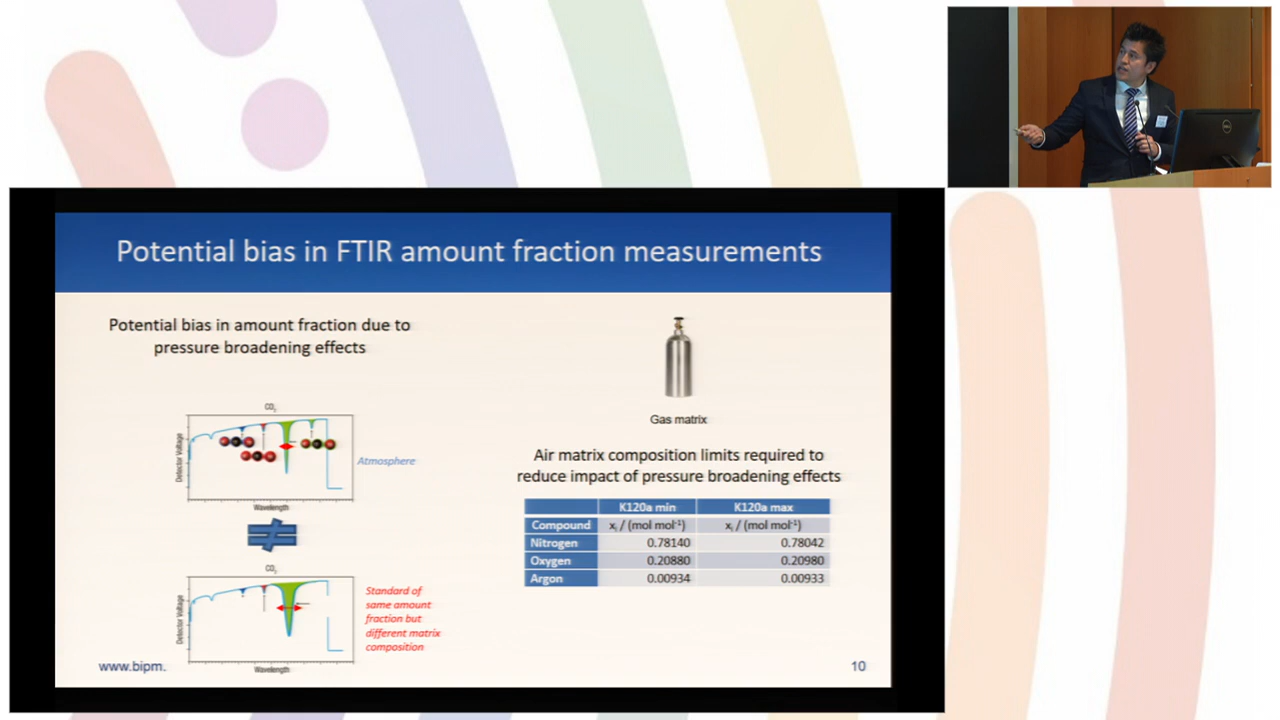 Potential bias in FTIR amount fraction measurements
Potential bias in amount fraction due to
pressure broadening effects
CO2
Detector Voltage
Wavelength
Atmosphere
CO2
Detector Voltage
Wavelength
Standard of
same amount
fraction but
different matrix
composition
Gas matrix
Air matrix composition limits required to
reduce impact of pressure broadening effects
K120a min K120a max
Compound xᵢ / (mol mol⁻¹) xᵢ / (mol mol⁻¹)
Nitrogen 0.78140 0.78042
Oxygen 0.20880 0.20980
Argon 0.00934 0.00933
www.bipm.
10